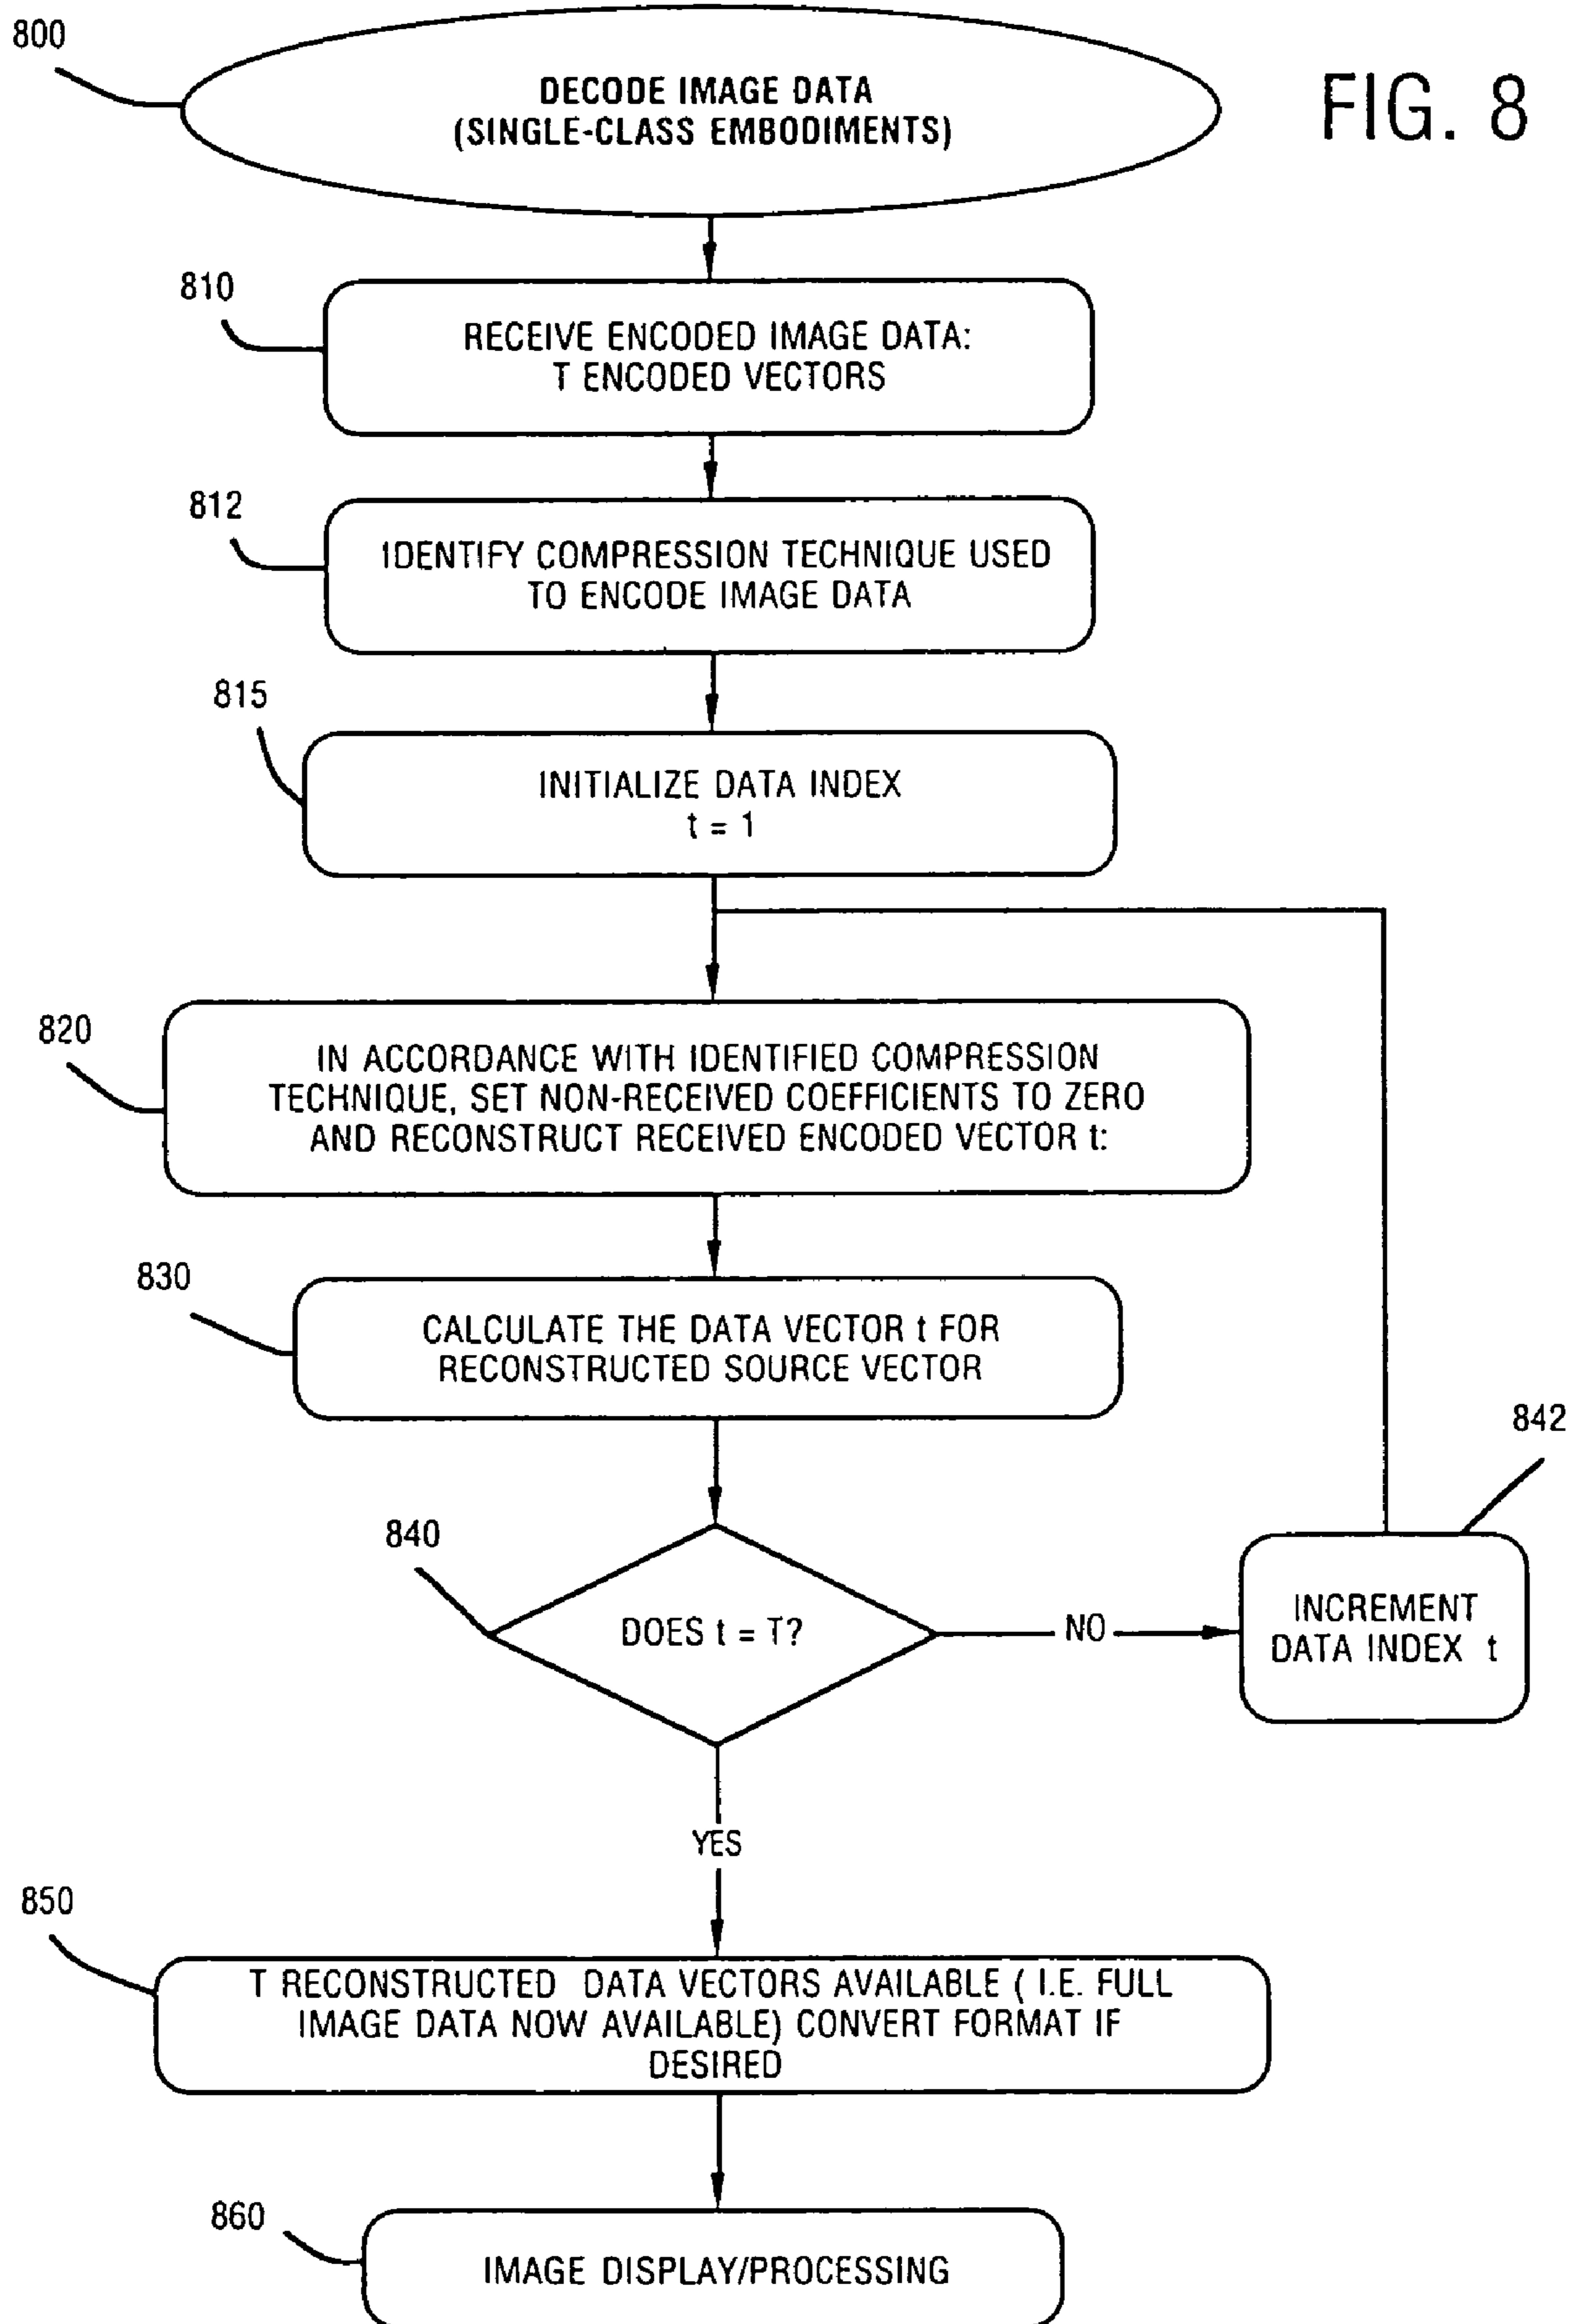 800
DECODE IMAGE DATA
(SINGLE-CLASS EMBODIMENTS)
FIG. 8
810
RECEIVE ENCODED IMAGE DATA:
T ENCODED VECTORS
812
IDENTIFY COMPRESSION TECHNIQUE USED
TO ENCODE IMAGE DATA
815
INITIALIZE DATA INDEX
t = 1
820
IN ACCORDANCE WITH IDENTIFIED COMPRESSION
TECHNIQUE, SET NON-RECEIVED COEFFICIENTS TO ZERO
AND RECONSTRUCT RECEIVED ENCODED VECTOR t:
830
CALCULATE THE DATA VECTOR t FOR
RECONSTRUCTED SOURCE VECTOR
842
840
DOES t = T?
NO
INCREMENT
DATA INDEX t
YES
850
T RECONSTRUCTED DATA VECTORS AVAILABLE ( I.E. FULL
IMAGE DATA NOW AVAILABLE) CONVERT FORMAT IF
DESIRED
860
IMAGE DISPLAY/PROCESSING